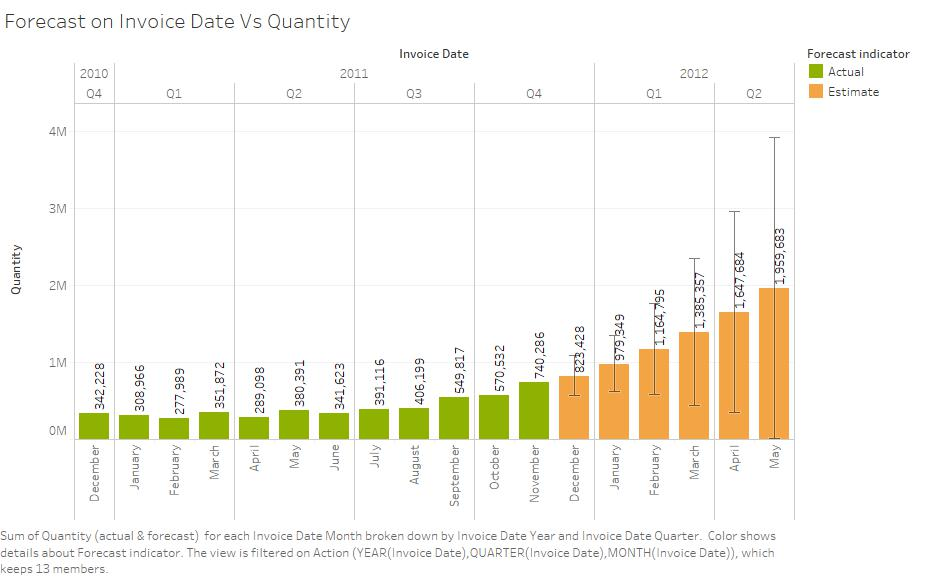 Forecast on Invoice Date Vs Quantity
Invoice Date
2010
2011
2012
Q4
Q1
Q2
Q3
Q4
Q1
Q2
Forecast indicator
Actual
Estimate
Quantity
4M
3M
2M
1M
0M
342,228
308,966
277,989
351,872
289,098
380,391
341,623
391,116
406,199
549,817
570,532
740,286
823,428
979,349
1,164,795
1,385,357
1,647,684
1,959,683
December
January
February
March
April
May
June
July
August
September
October
November
December
January
February
March
April
May
Sum of Quantity (actual & forecast) for each Invoice Date Month broken down by Invoice Date Year and Invoice Date Quarter. Color shows
details about Forecast indicator. The view is filtered on Action (YEAR(Invoice Date),QUARTER(Invoice Date),MONTH(Invoice Date)), which
keeps 13 members.